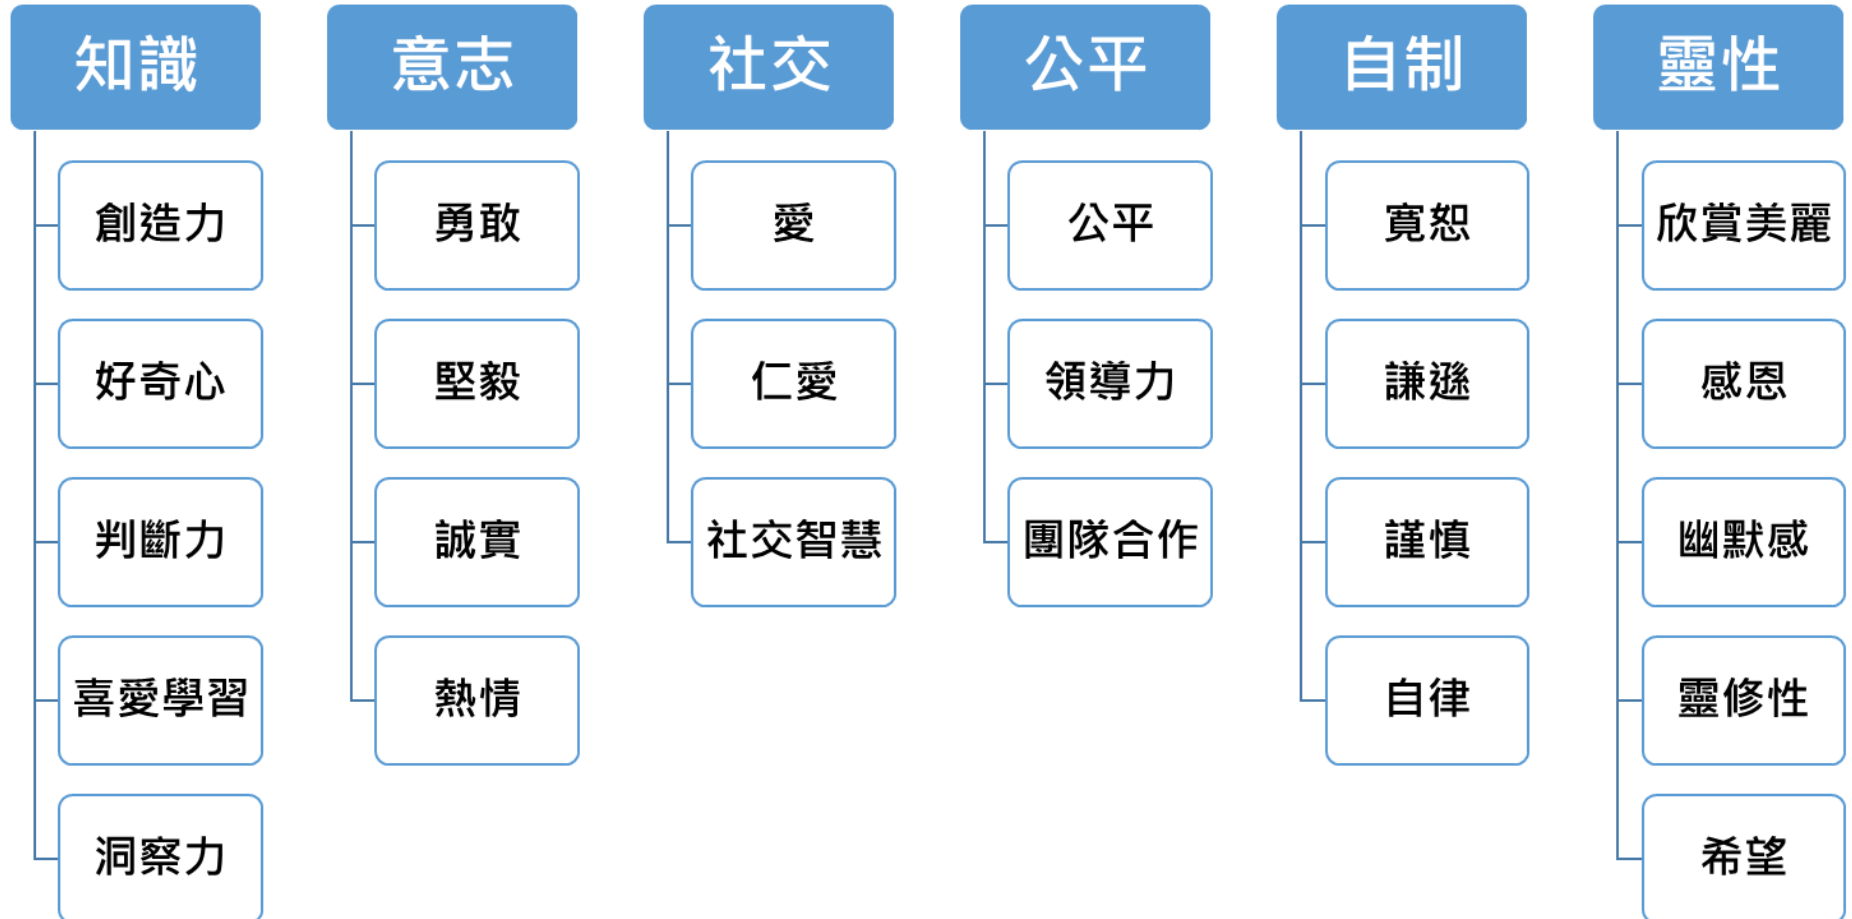 知識
創造力
好奇心
判斷力
喜愛學習
洞察力
意志
勇敢
堅毅
誠實
熱情
社交
愛
仁愛
社交智慧
公平
公平
領導力
團隊合作
自制
寬恕
謙遜
謹慎
自律
靈性
欣賞美麗
感恩
幽默感
靈修性
希望